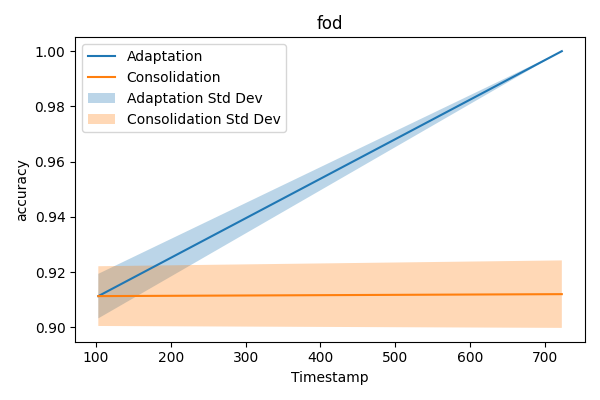 fod
1.00
0.98
0.96
0.94
0.92
0.90
accuracy
Adaptation
Consolidation
Adaptation Std Dev
Consolidation Std Dev
100 200 300 400 500 600 700
Timestamp